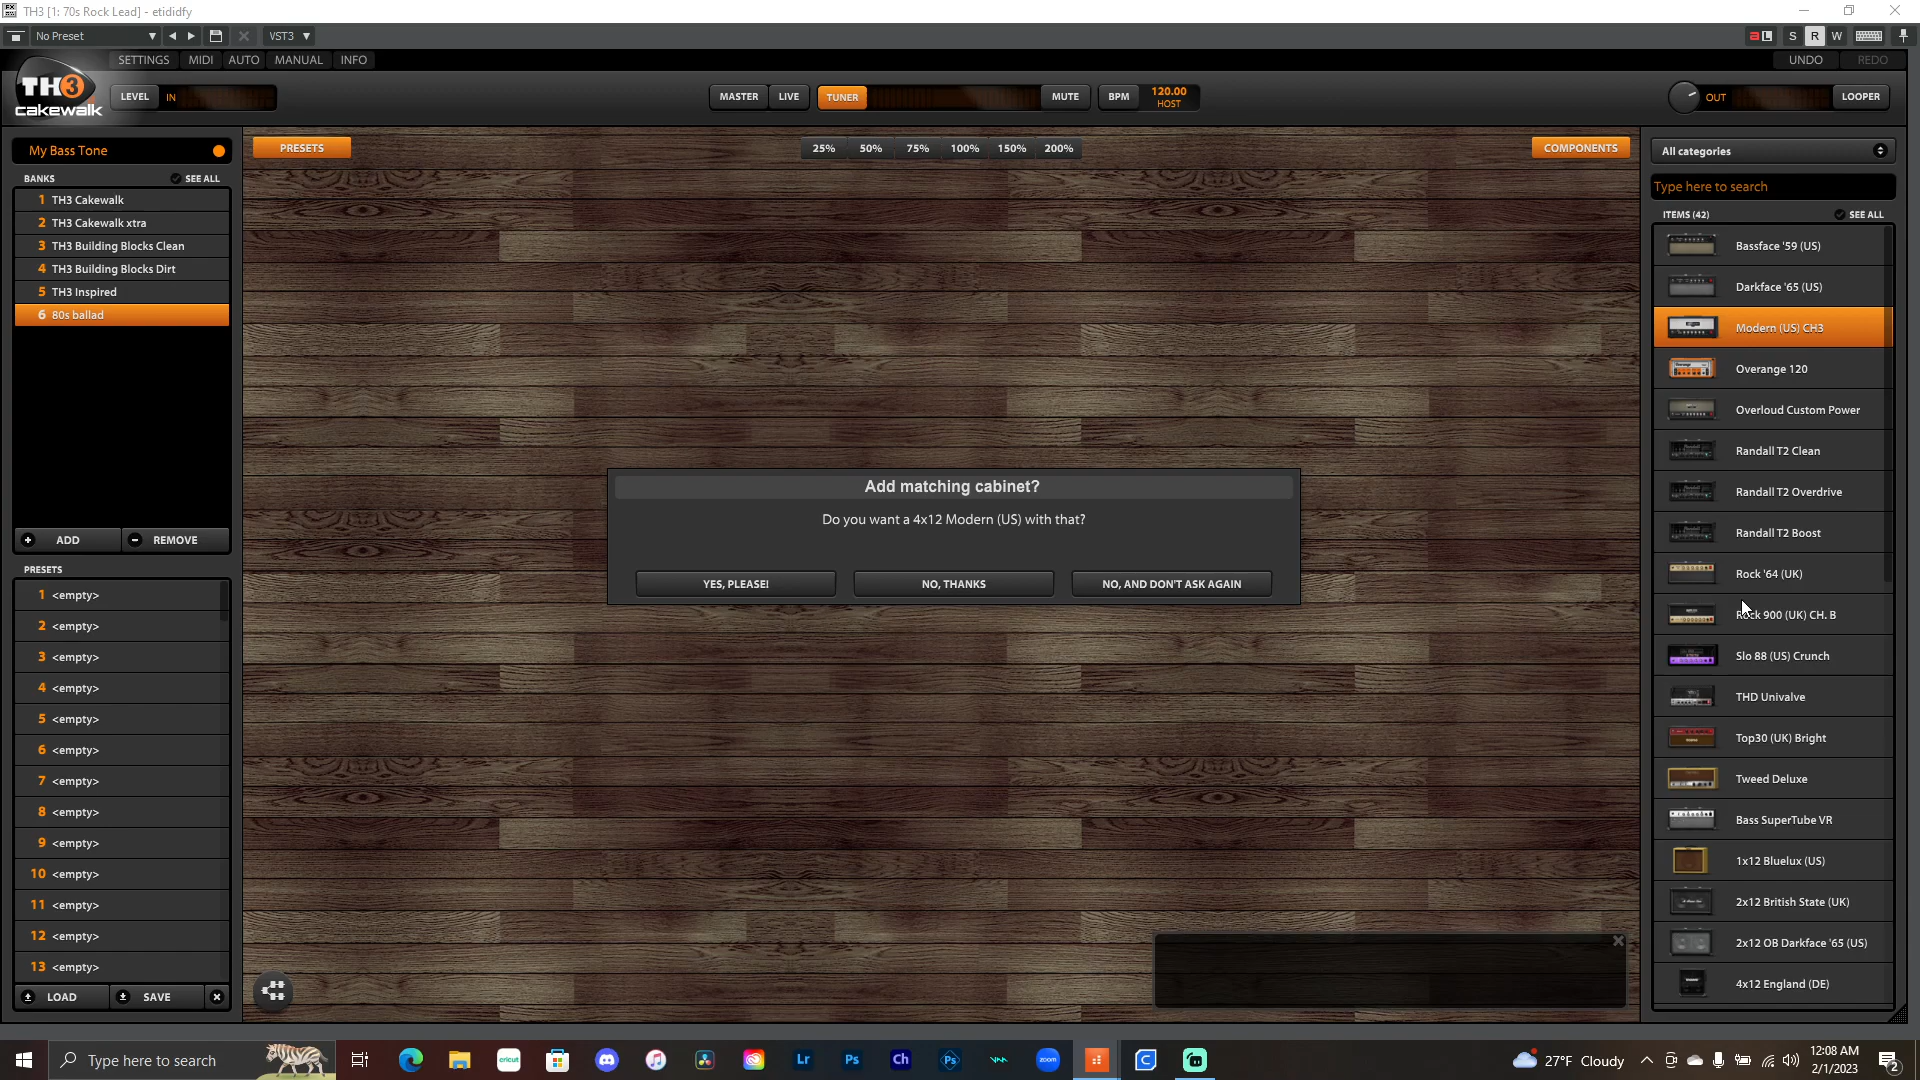 TH3 [1: 70s Rock Lead] - etididfy
No Preset
VST3
S R W
SETTINGS MIDI AUTO MANUAL INFO
UNDO REDO
TH3
cakewalk
LEVEL IN
MASTER LIVE TUNER MUTE BPM 120.00
HOST
OUT LOOPER
My Bass Tone
BANKS SEE ALL
1 TH3 Cakewalk
2 TH3 Cakewalk xtra
3 TH3 Building Blocks Clean
4 TH3 Building Blocks Dirt
5 TH3 Inspired
6 80s ballad
ADD REMOVE
PRESETS
1 <empty>
2 <empty>
3 <empty>
4 <empty>
5 <empty>
6 <empty>
7 <empty>
8 <empty>
9 <empty>
10 <empty>
11 <empty>
12 <empty>
13 <empty>
LOAD SAVE
PRESETS
25% 50% 75% 100% 150% 200%
COMPONENTS
Add matching cabinet?
Do you want a 4x12 Modern (US) with that?
YES, PLEASE! NO, THANKS NO, AND DON'T ASK AGAIN
All categories
Type here to search
ITEMS (42) SEE ALL
Bassface '59 (US)
Darkface '65 (US)
Modern (US) CH3
Overange 120
Overloud Custom Power
Randall T2 Clean
Randall T2 Overdrive
Randall T2 Boost
Rock '64 (UK)
Rock 900 (UK) CH. B
Slo 88 (US) Crunch
THD Univalve
Top30 (UK) Bright
Tweed Deluxe
Bass SuperTube VR
1x12 Bluelux (US)
2x12 British State (UK)
2x12 OB Darkface '65 (US)
4x12 England (DE)
Type here to search
cricut
Lr
Ps
Ch
Ps
zoom
27°F Cloudy
12:08 AM
2/1/2023
2